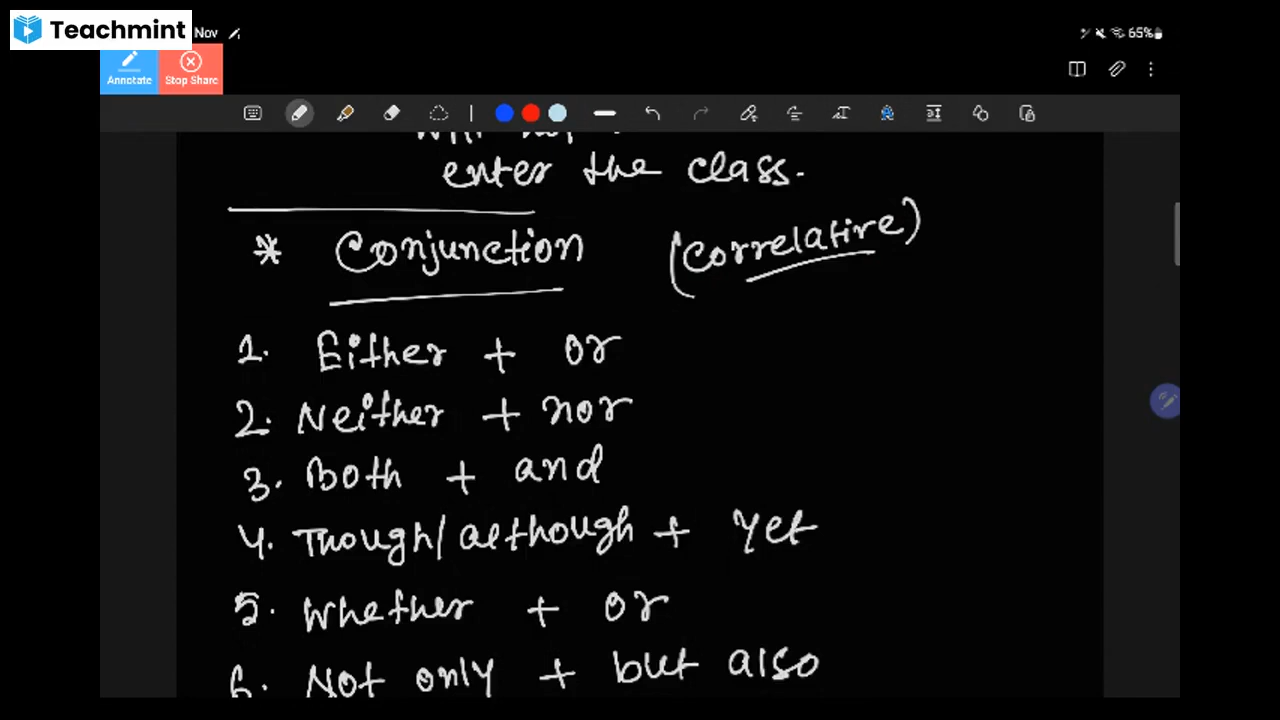 Teachmint
Nov
65%
Annotate
Stop Share
enter the class.
* Conjunction (Correlative)
1. Either + or
2. Neither + nor
3. Both + and
4. Though/although + Yet
5. Whether + or
6. Not only + but also